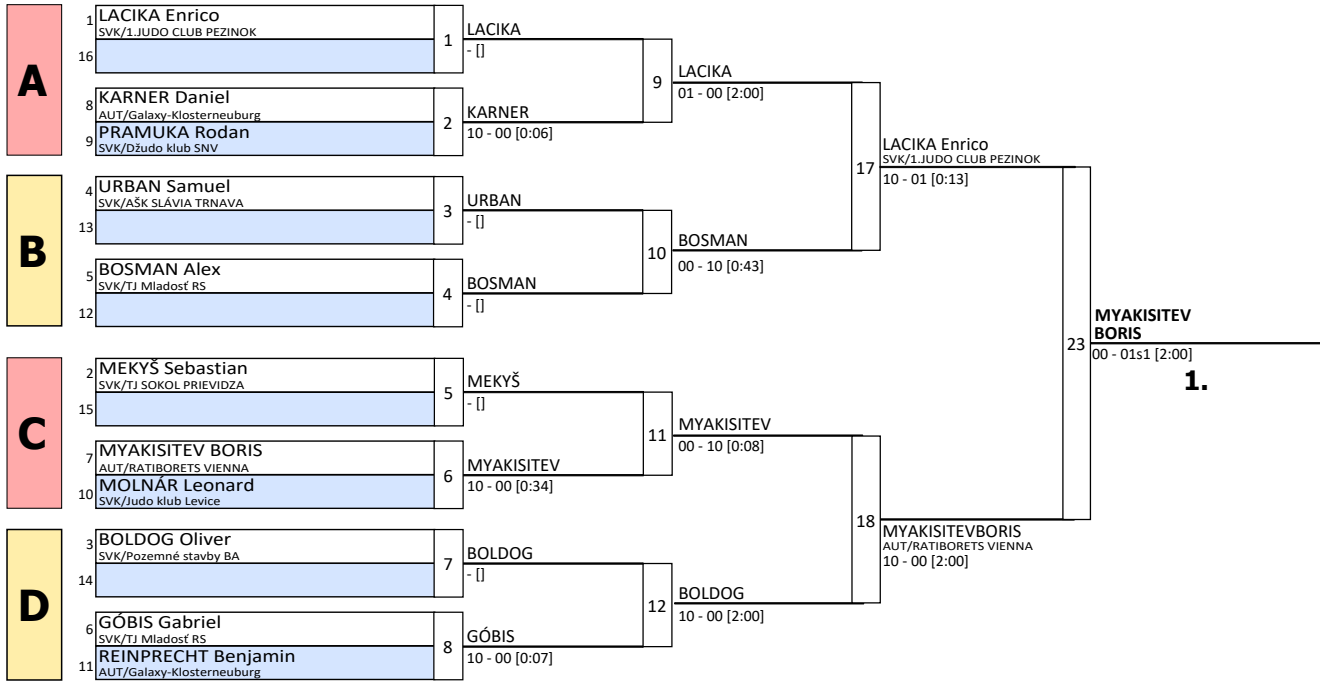 A
1 LACIKA Enrico
SVK/1.JUDO CLUB PEZINOK
16
1
LACIKA
- []
8 KARNER Daniel
AUT/Galaxy-Klosterneuburg
9 PRAMUKA Rodan
SVK/Džudo klub SNV
2
KARNER
10 - 00 [0:06]
9
LACIKA
01 - 00 [2:00]
B
4 URBAN Samuel
SVK/AŠK SLÁVIA TRNAVA
13
3
URBAN
- []
5 BOSMAN Alex
SVK/TJ Mladosť RS
12
4
BOSMAN
- []
10
BOSMAN
00 - 10 [0:43]
17
LACIKA Enrico
SVK/1.JUDO CLUB PEZINOK
10 - 01 [0:13]
C
2 MEKYŠ Sebastian
SVK/TJ SOKOL PRIEVIDZA
15
5
MEKYŠ
- []
7 MYAKISITEV BORIS
AUT/RATIBORETS VIENNA
10 MOLNÁR Leonard
SVK/Judo klub Levice
6
MYAKISITEV
10 - 00 [0:34]
11
MYAKISITEV
00 - 10 [0:08]
D
3 BOLDOG Oliver
SVK/Pozemné stavby BA
14
7
BOLDOG
- []
6 GÓBIS Gabriel
SVK/TJ Mladosť RS
11 REINPRECHT Benjamin
AUT/Galaxy-Klosterneuburg
8
GÓBIS
10 - 00 [0:07]
12
BOLDOG
10 - 00 [2:00]
18
MYAKISITEVBORIS
AUT/RATIBORETS VIENNA
10 - 00 [2:00]
23
MYAKISITEV
BORIS
00 - 01s1 [2:00]
1.